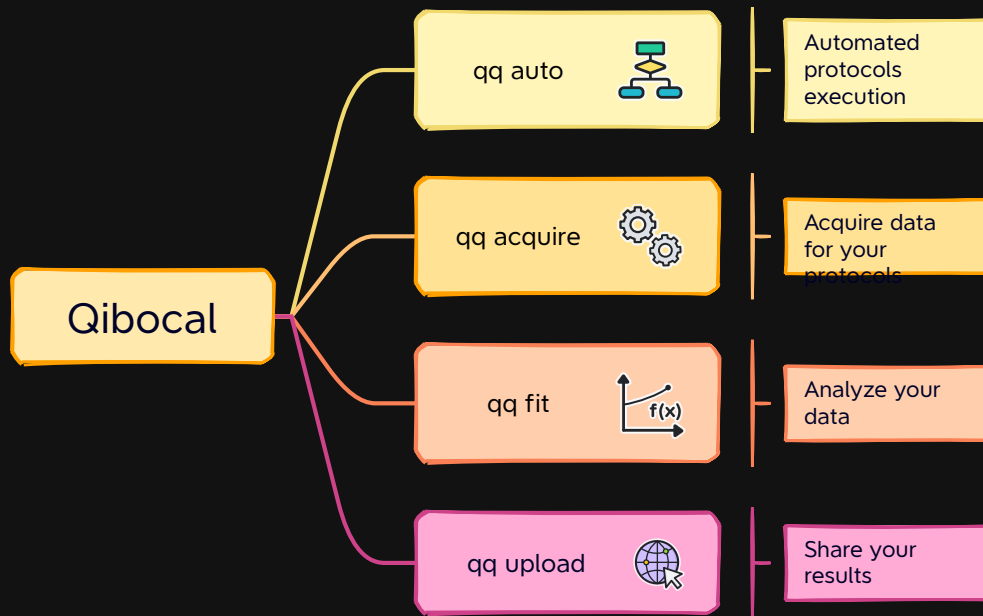 Qibocal
qq auto
Automated
protocols
execution
qq acquire
Acquire data
for your
protocols
qq fit
f(x)
Analyze your
data
qq upload
Share your
results